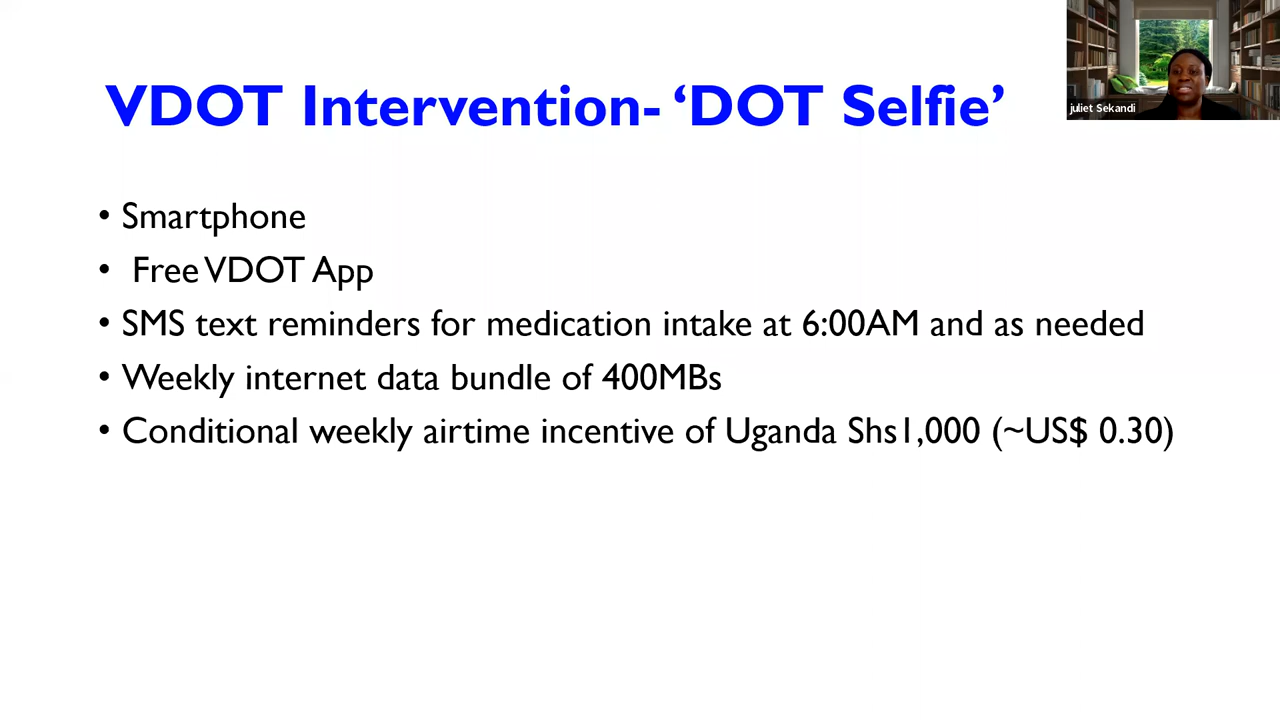 VDOT Intervention- ‘DOT Selfie’
juliet Sekandi
• Smartphone
• Free VDOT App
• SMS text reminders for medication intake at 6:00AM and as needed
• Weekly internet data bundle of 400MBs
• Conditional weekly airtime incentive of Uganda Shs1,000 (~US$ 0.30)